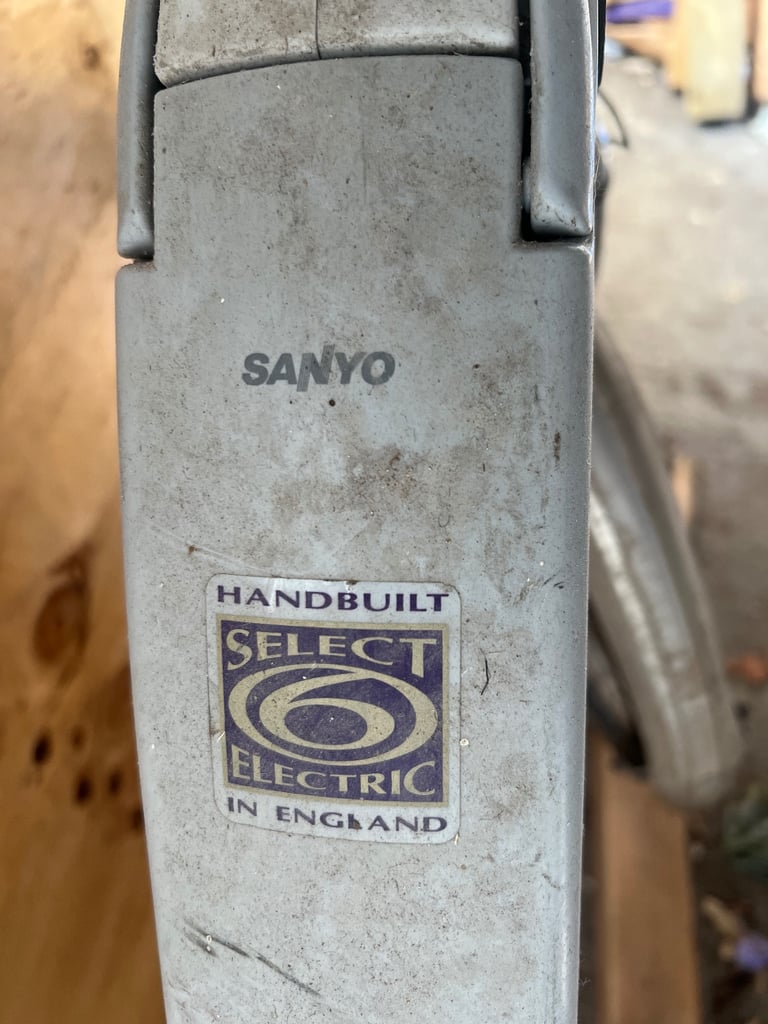 SANYO
HANDBUILT
SELECT
6
ELECTRIC
IN ENGLAND